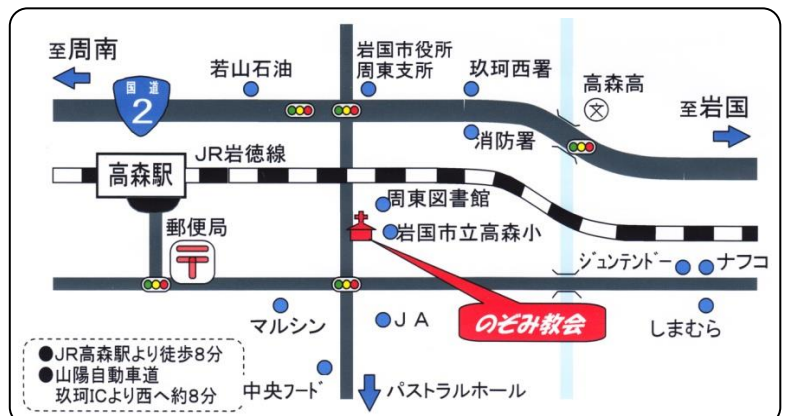 至周南
国道
2
若山石油
岩国市役所
周東支所
玖珂西署
高森高
文
至岩国
消防署
JR岩徳線
高森駅
周東図書館
郵便局
岩国市立高森小
ジュンテンドー
ナフコ
マルシン
JA
のぞみ教会
しまむら
●JR高森駅より徒歩8分
●山陽自動車道
玖珂ICより西へ約8分
中央フード
パストラルホール